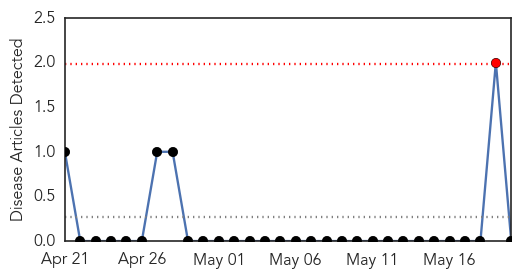 2.5
2.0
1.5
1.0
0.5
0.0
Disease Articles Detected
Apr 21
Apr 26
May 01
May 06
May 11
May 16